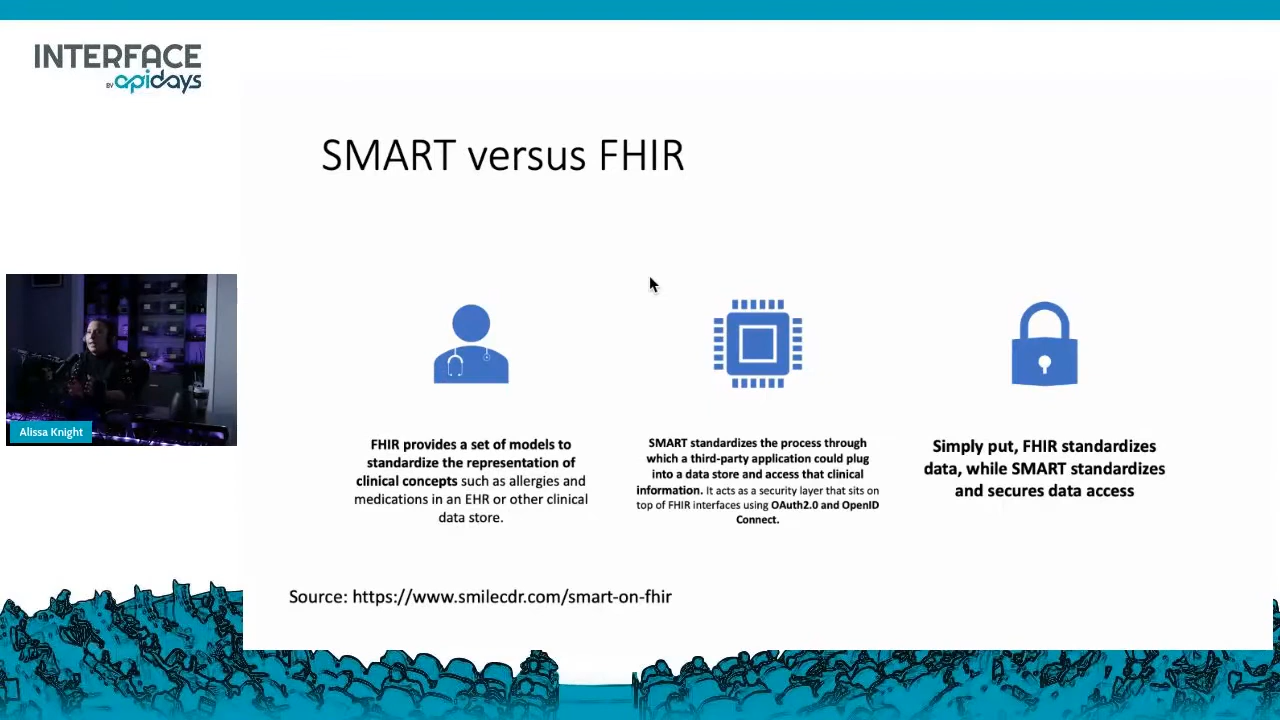 INTERFACE
BY apidays
SMART versus FHIR
Alissa Knight
FHIR provides a set of models to
standardize the representation of
clinical concepts such as allergies and
medications in an EHR or other clinical
data store.
SMART standardizes the process through
which a third-party application could plug
into a data store and access that clinical
information. It acts as a security layer that sits on
top of FHIR interfaces using OAuth2.0 and OpenID
Connect.
Simply put, FHIR standardizes
data, while SMART standardizes
and secures data access
Source: https://www.smilecdr.com/smart-on-fhir